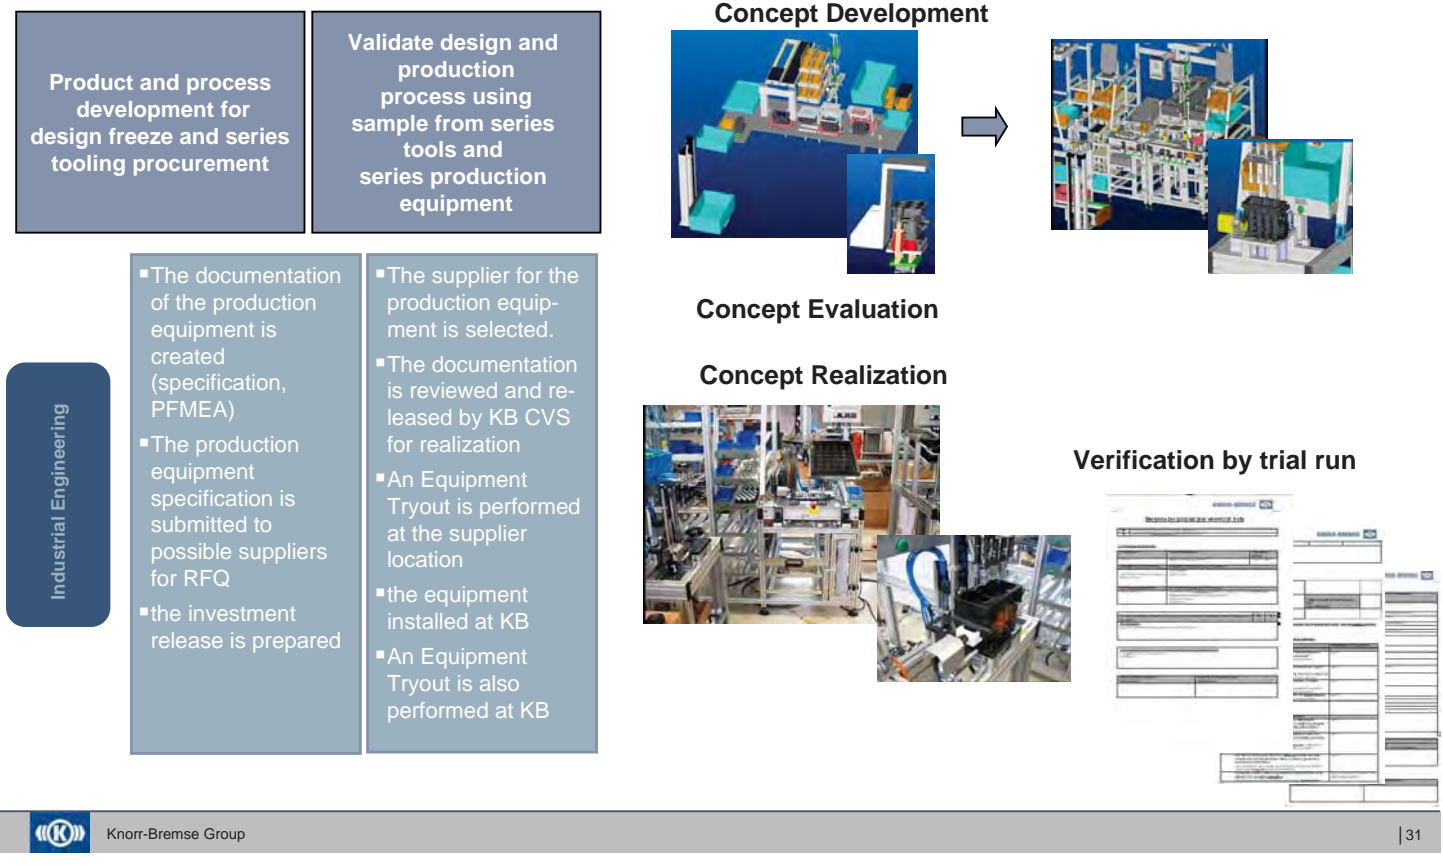 Product and process
development for
design freeze and series
tooling procurement
Validate design and
production
process using
sample from series
tools and
series production
equipment
Industrial Engineering
▪The documentation
of the production
equipment is
created
(specification,
PFMEA)
▪The production
equipment
specification is
submitted to
possible suppliers
for RFQ
▪the investment
release is prepared
▪The supplier for the
production equip-
ment is selected.
▪The documentation
is reviewed and re-
leased by KB CVS
for realization
▪An Equipment
Tryout is performed
at the supplier
location
▪the equipment
installed at KB
▪An Equipment
Tryout is also
performed at KB
Concept Development
Concept Evaluation
Concept Realization
Verification by trial run
KNORR-BREMSE
KNORR-BREMSE
Knorr-Bremse Group
|31